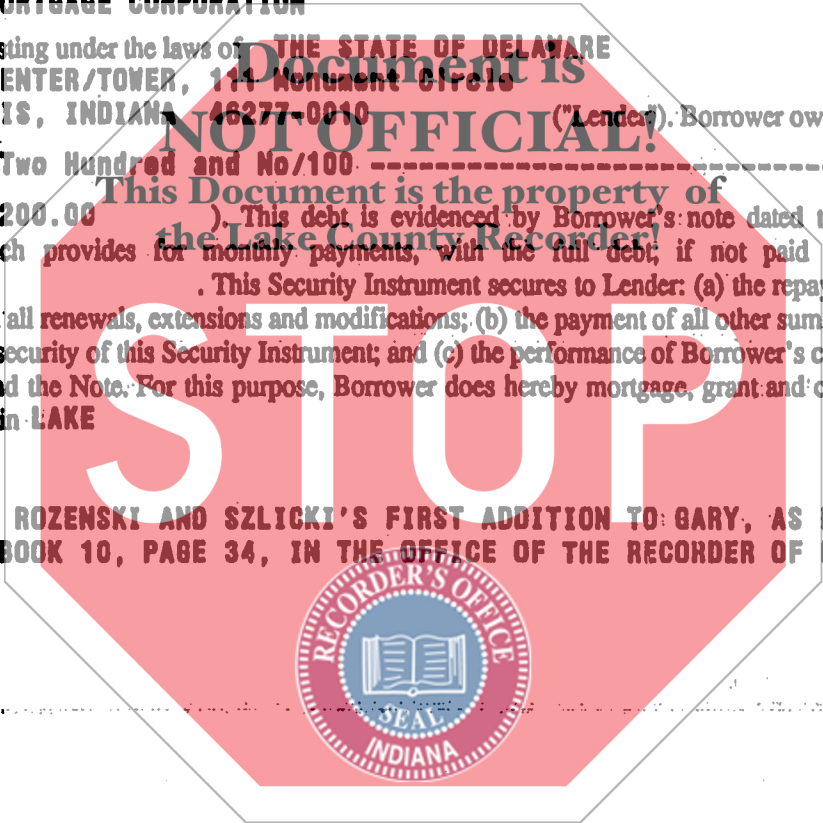 ORTGAGE CORPORATION
sting under the laws of THE STATE OF DELAWARE
Document is
ENTER/TOWER, 111 Monument Circle
IS, INDIANA 46277-0010 ("Lender"). Borrower ow
NOT OFFICIAL!
Two Hundred and No/100 --------------------
This Document is the property of
200.00 ). This debt is evidenced by Borrower's note dated t
the Lake County Recorder!
ch provides for monthly payments, with the full debt, if not paid
. This Security Instrument secures to Lender: (a) the repay
all renewals, extensions and modifications; (b) the payment of all other sum
security of this Security Instrument; and (c) the performance of Borrower's c
d the Note. For this purpose, Borrower does hereby mortgage, grant and c
in LAKE
STOP
ROZENSKI AND SZLICKI'S FIRST ADDITION TO GARY, AS
BOOK 10, PAGE 34, IN THE OFFICE OF THE RECORDER OF
RECORDER'S OFFICE
SEAL
INDIANA